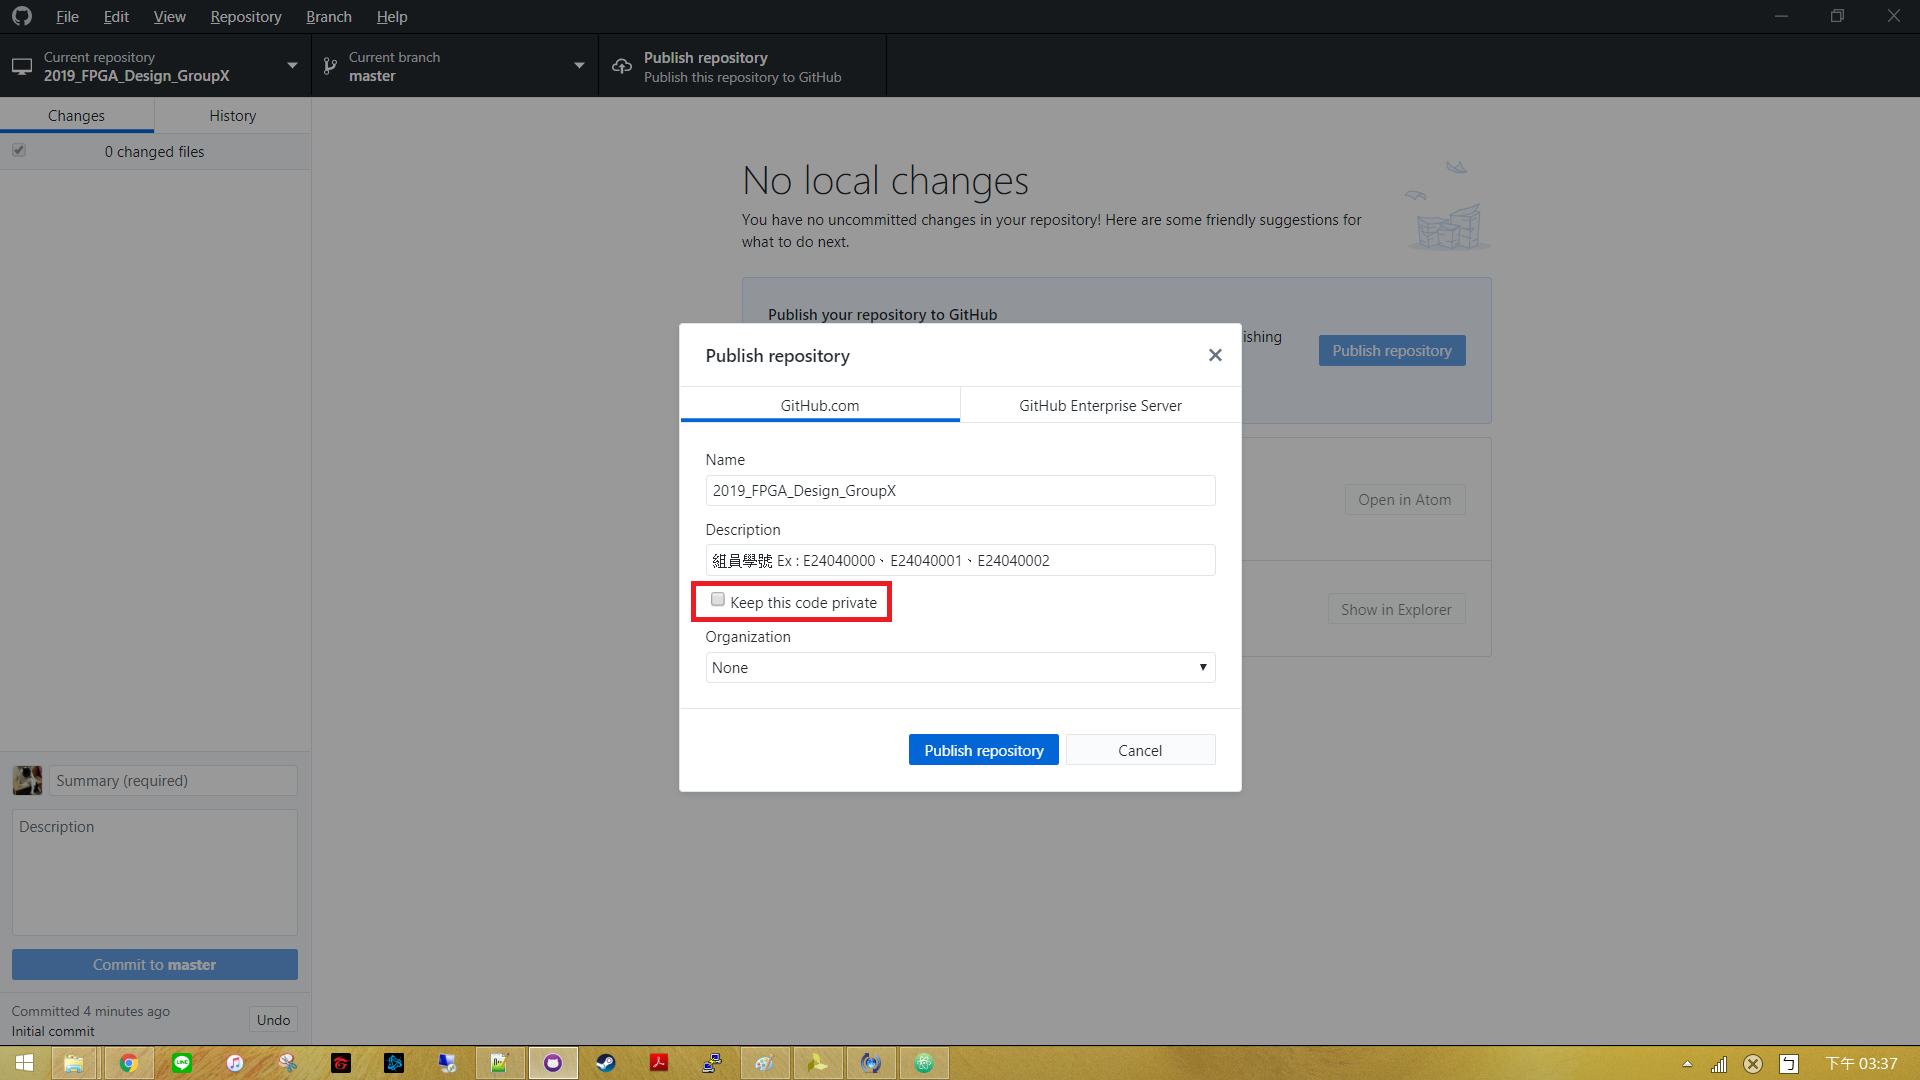 File Edit View Repository Branch Help
Current repository
2019_FPGA_Design_GroupX
Current branch
master
Publish repository
Publish this repository to GitHub
Changes History
0 changed files
No local changes
You have no uncommitted changes in your repository! Here are some friendly suggestions for
what to do next.
Publish your repository to GitHub
ishing
Publish repository
Open in Atom
Show in Explorer
Publish repository
GitHub.com GitHub Enterprise Server
Name
2019_FPGA_Design_GroupX
Description
組員學號 Ex : E24040000、E24040001、E24040002
Keep this code private
Organization
None
Publish repository Cancel
Summary (required)
Description
Commit to master
Committed 4 minutes ago
Initial commit
Undo
LINE
下午 03:37